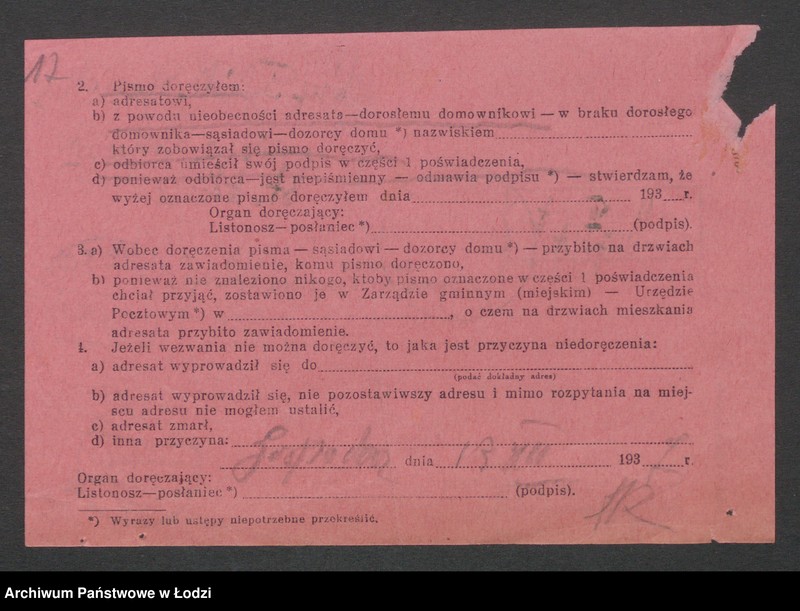 17
2. Pismo doręczyłem:
a) adresatowi,
b) z powodu nieobecności adresata—dorosłemu domownikowi — w braku dorosłego
domownika—sąsiadowi—dozorcy domu *) nazwiskiem
który zobowiązał się pismo doręczyć,
c) odbiorca umieścił swój podpis w części 1 poświadczenia,
d) ponieważ odbiorca—jest niepiśmienny — odmawia podpisu *) — stwierdzam, że
wyżej oznaczone pismo doręczyłem dnia 193 r.
Organ doręczający:
Listonosz—posłaniec *) (podpis).
3. a) Wobec doręczenia pisma — sąsiadowi — dozorcy domu *) — przybito na drzwiach
adresata zawiadomienie, komu pismo doręczono,
b) ponieważ nie znaleziono nikogo, ktoby pismo oznaczone w części 1 poświadczenia
chciał przyjąć, zostawiono je w Zarządzie gminnym (miejskim) — Urzędzie
Pocztowym *) w , o czem na drzwiach mieszkania
adresata przybito zawiadomienie.
4. Jeżeli wezwania nie można doręczyć, to jaka jest przyczyna niedoręczenia:
a) adresat wyprowadził się do
(podać dokładny adres)
b) adresat wyprowadził się, nie pozostawiwszy adresu i mimo rozpytania na miej-
scu adresu nie mogłem ustalić,
c) adresat zmarł,
d) inna przyczyna:
dnia 13 VII 193 r.
Organ doręczający:
Listonosz—posłaniec *) (podpis).
*) Wyrazy lub ustępy niepotrzebne przekreślić.
Archiwum Państwowe w Łodzi